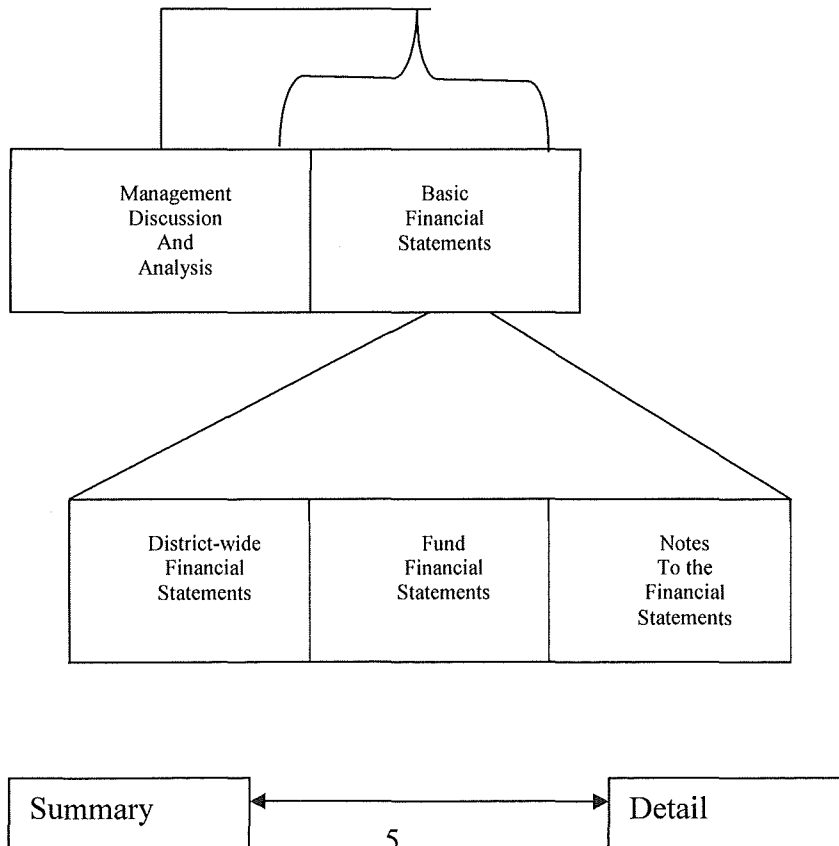 Management
Discussion
And
Analysis
Basic
Financial
Statements
District-wide
Financial
Statements
Fund
Financial
Statements
Notes
To the
Financial
Statements
Summary
Detail
5